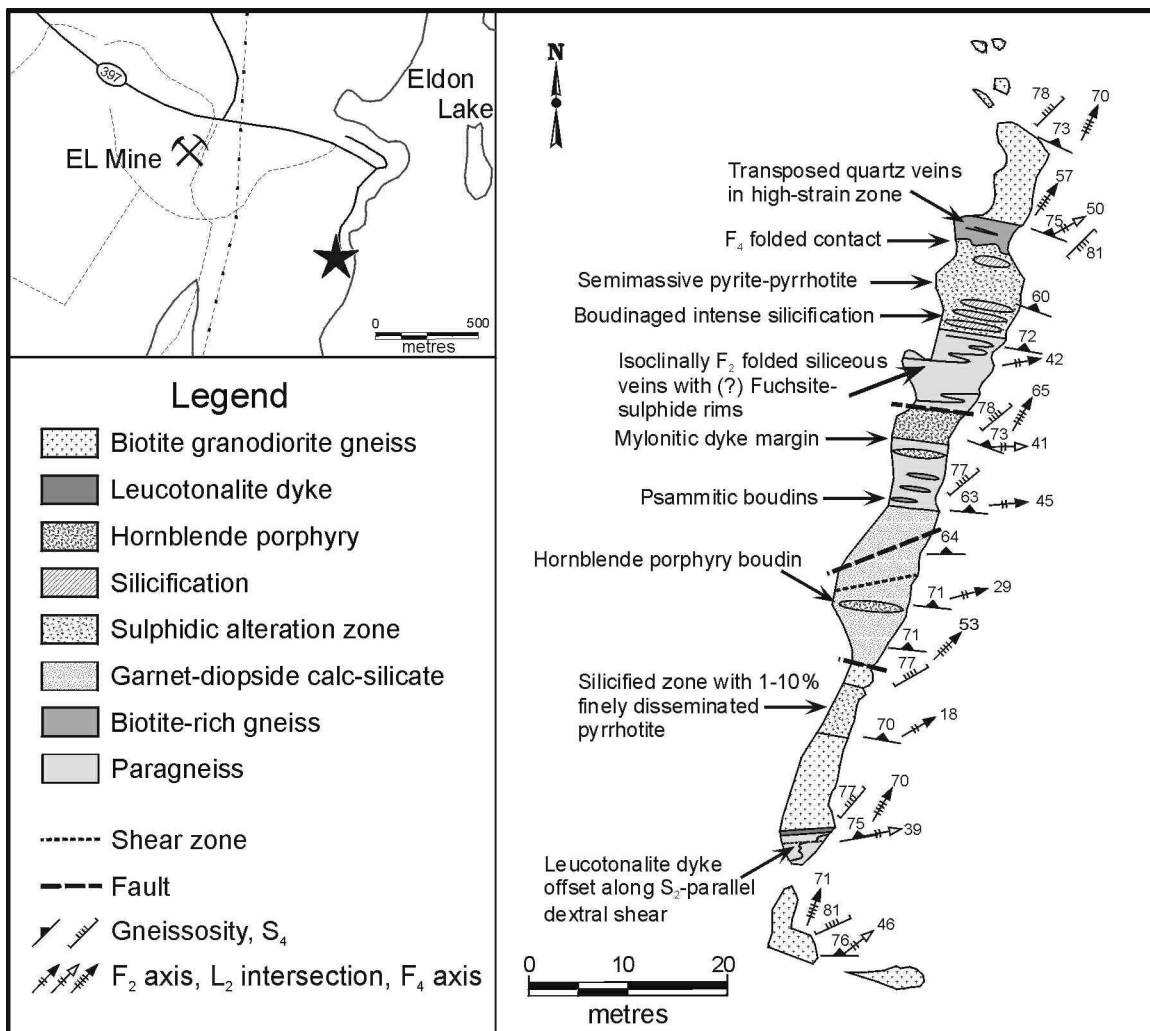 397
Eldon
Lake
EL Mine
0 500
metres
Legend
Biotite granodiorite gneiss
Leucotonalite dyke
Hornblende porphyry
Silicification
Sulphidic alteration zone
Garnet-diopside calc-silicate
Biotite-rich gneiss
Paragneiss
Shear zone
Fault
Gneissosity, S4
F2 axis, L2 intersection, F4 axis
N
78
70
73
Transposed quartz veins
in high-strain zone
57
50
75
F4 folded contact
81
Semimassive pyrite-pyrrhotite
60
Boudinaged intense silicification
72
42
Isoclinally F2 folded siliceous
veins with (?) Fuchsite-
sulphide rims
65
78
73
Mylonitic dyke margin
41
77
Psammitic boudins
63
45
64
Hornblende porphyry boudin
71
29
53
71
77
Silicified zone with 1-10%
finely disseminated
pyrrhotite
70
18
77
70
75
39
Leucotonalite dyke
offset along S2-parallel
dextral shear
71
81
46
76
0 10 20
metres